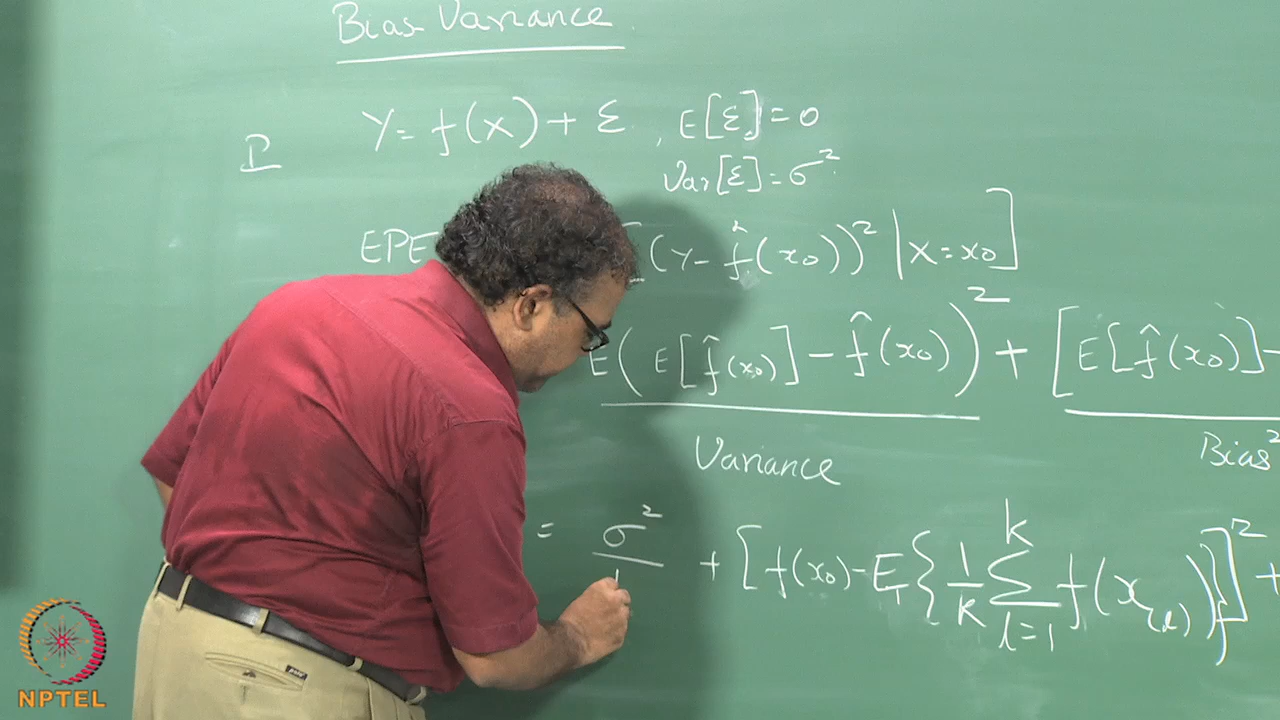 Bias Variance
Y = f(X) + ε , E[ε] = 0
Var[ε] = σ²
EPE [(Y - f̂(x₀))² | X = x₀]
E(E[f̂(x₀)] - f̂(x₀))² + [E[f̂(x₀)] -
Variance Bias²
= σ² / + [f(x₀) - E{1/k Σ_{l=1}^{k} f(x_(l))}]² +
NPTEL